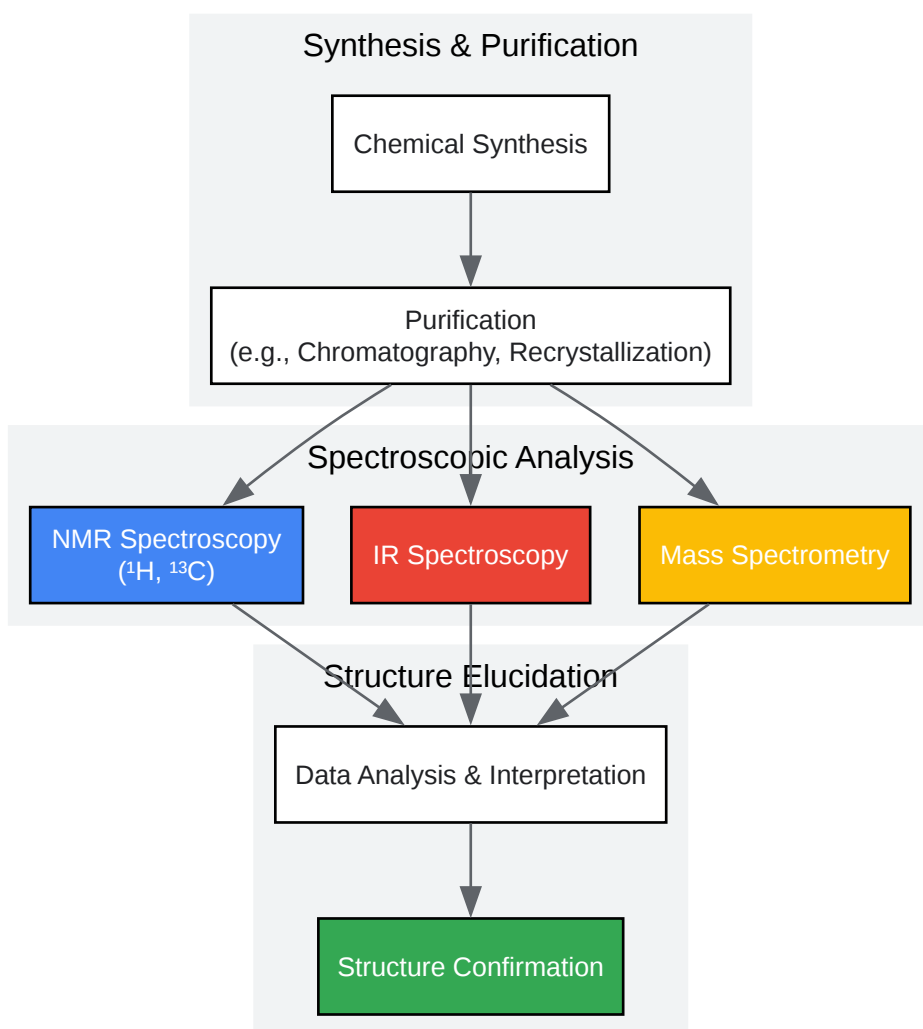 Synthesis & Purification
Chemical Synthesis
Purification
(e.g., Chromatography, Recrystallization)
Spectroscopic Analysis
NMR Spectroscopy
(¹H, ¹³C)
IR Spectroscopy
Mass Spectrometry
Structure Elucidation
Data Analysis & Interpretation
Structure Confirmation